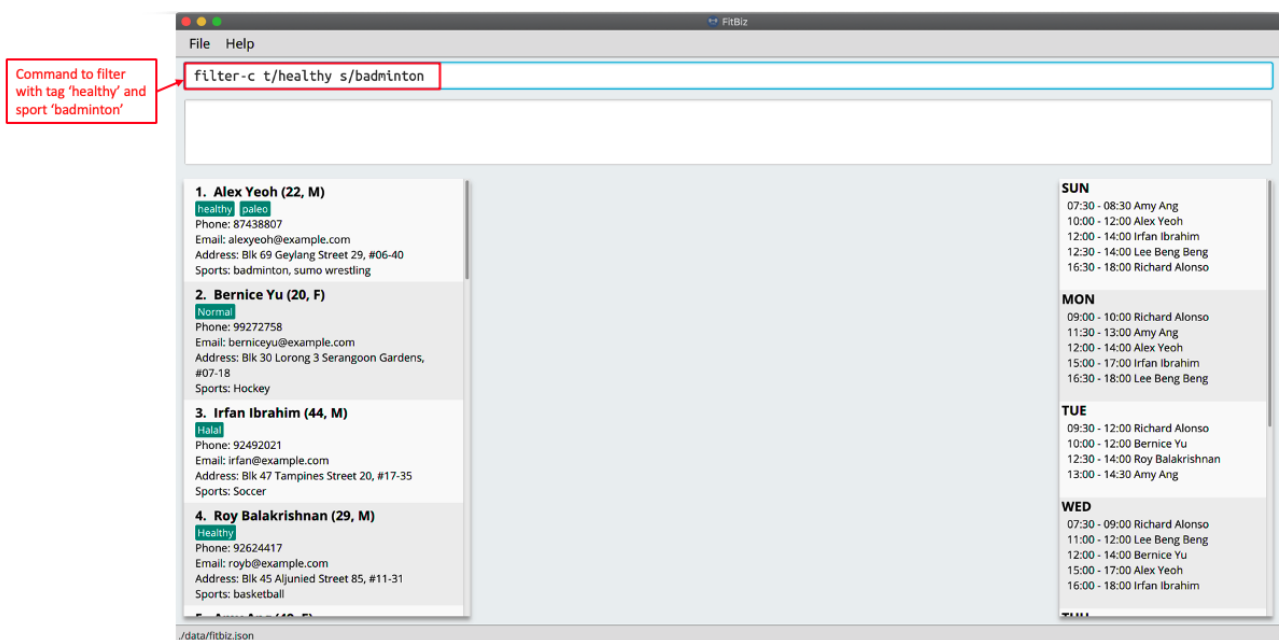 FitBiz
File Help
Command to filter
with tag ‘healthy’ and
sport ‘badminton’
filter-c t/healthy s/badminton
1. Alex Yeoh (22, M)
healthy paleo
Phone: 87438807
Email: alexyeoh@example.com
Address: Blk 69 Geylang Street 29, #06-40
Sports: badminton, sumo wrestling
2. Bernice Yu (20, F)
Normal
Phone: 99272758
Email: berniceyu@example.com
Address: Blk 30 Lorong 3 Serangoon Gardens,
#07-18
Sports: Hockey
3. Irfan Ibrahim (44, M)
Halal
Phone: 92492021
Email: irfan@example.com
Address: Blk 47 Tampines Street 20, #17-35
Sports: Soccer
4. Roy Balakrishnan (29, M)
Healthy
Phone: 92624417
Email: royb@example.com
Address: Blk 45 Aljunied Street 85, #11-31
Sports: basketball
SUN
07:30 - 08:30 Amy Ang
10:00 - 12:00 Alex Yeoh
12:00 - 14:00 Irfan Ibrahim
12:30 - 14:00 Lee Beng Beng
16:30 - 18:00 Richard Alonso
MON
09:00 - 10:00 Richard Alonso
11:30 - 13:00 Amy Ang
12:00 - 14:00 Alex Yeoh
15:00 - 17:00 Irfan Ibrahim
16:30 - 18:00 Lee Beng Beng
TUE
09:30 - 12:00 Richard Alonso
10:00 - 12:00 Bernice Yu
12:30 - 14:00 Roy Balakrishnan
13:00 - 14:30 Amy Ang
WED
07:30 - 09:00 Richard Alonso
11:00 - 12:00 Lee Beng Beng
12:00 - 14:00 Bernice Yu
15:00 - 17:00 Alex Yeoh
16:00 - 18:00 Irfan Ibrahim
./data/fitbiz.json